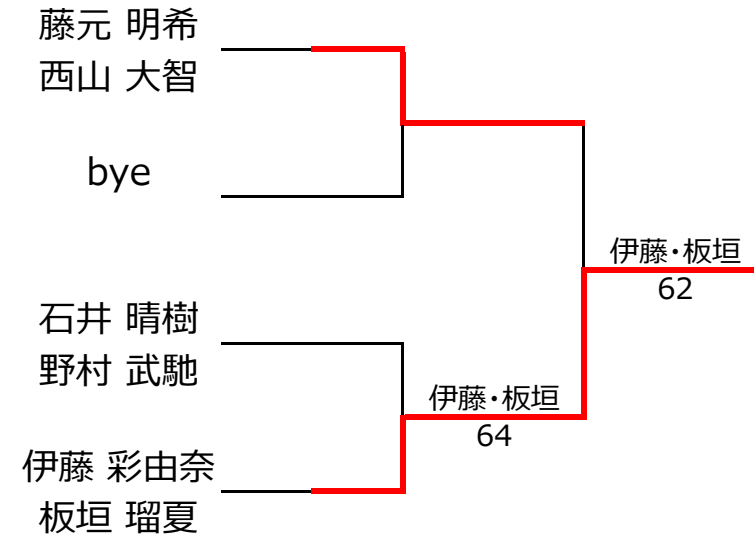 藤元 明希
西山 大智
bye
石井 晴樹
野村 武馳
伊藤 彩由奈
板垣 瑠夏
伊藤・板垣
64
伊藤・板垣
62